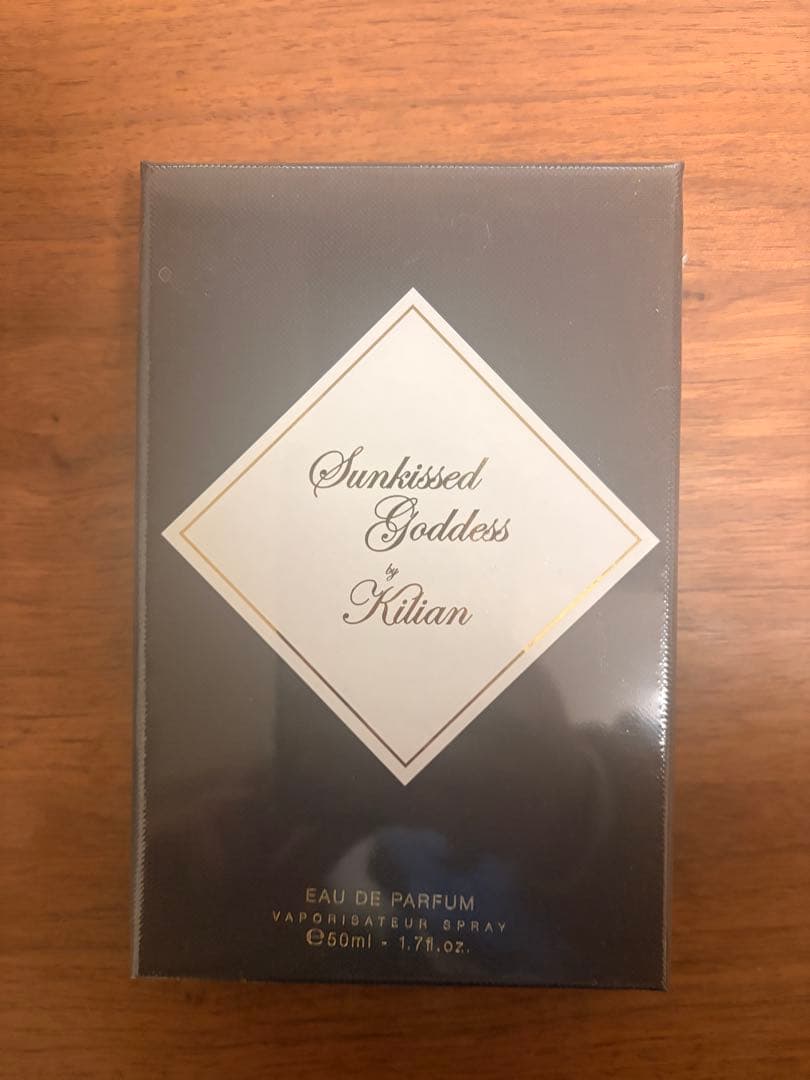 Sunkissed
Goddess
by
Kilian
EAU DE PARFUM
VAPORISATEUR SPRAY
℮50ml - 1.7fl.oz.